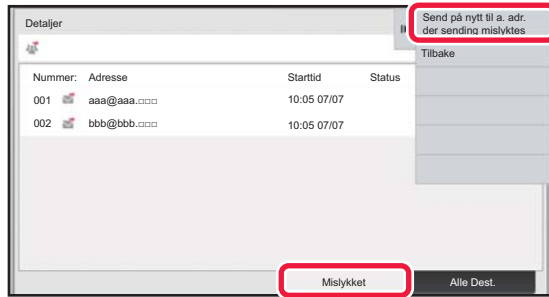 Detaljer
Send på nytt til a. adr.
der sending mislyktes
Tilbake
Nummer: Adresse Starttid Status
001 aaa@aaa.□□□ 10:05 07/07
002 bbb@bbb.□□□ 10:05 07/07
Mislykket Alle Dest.